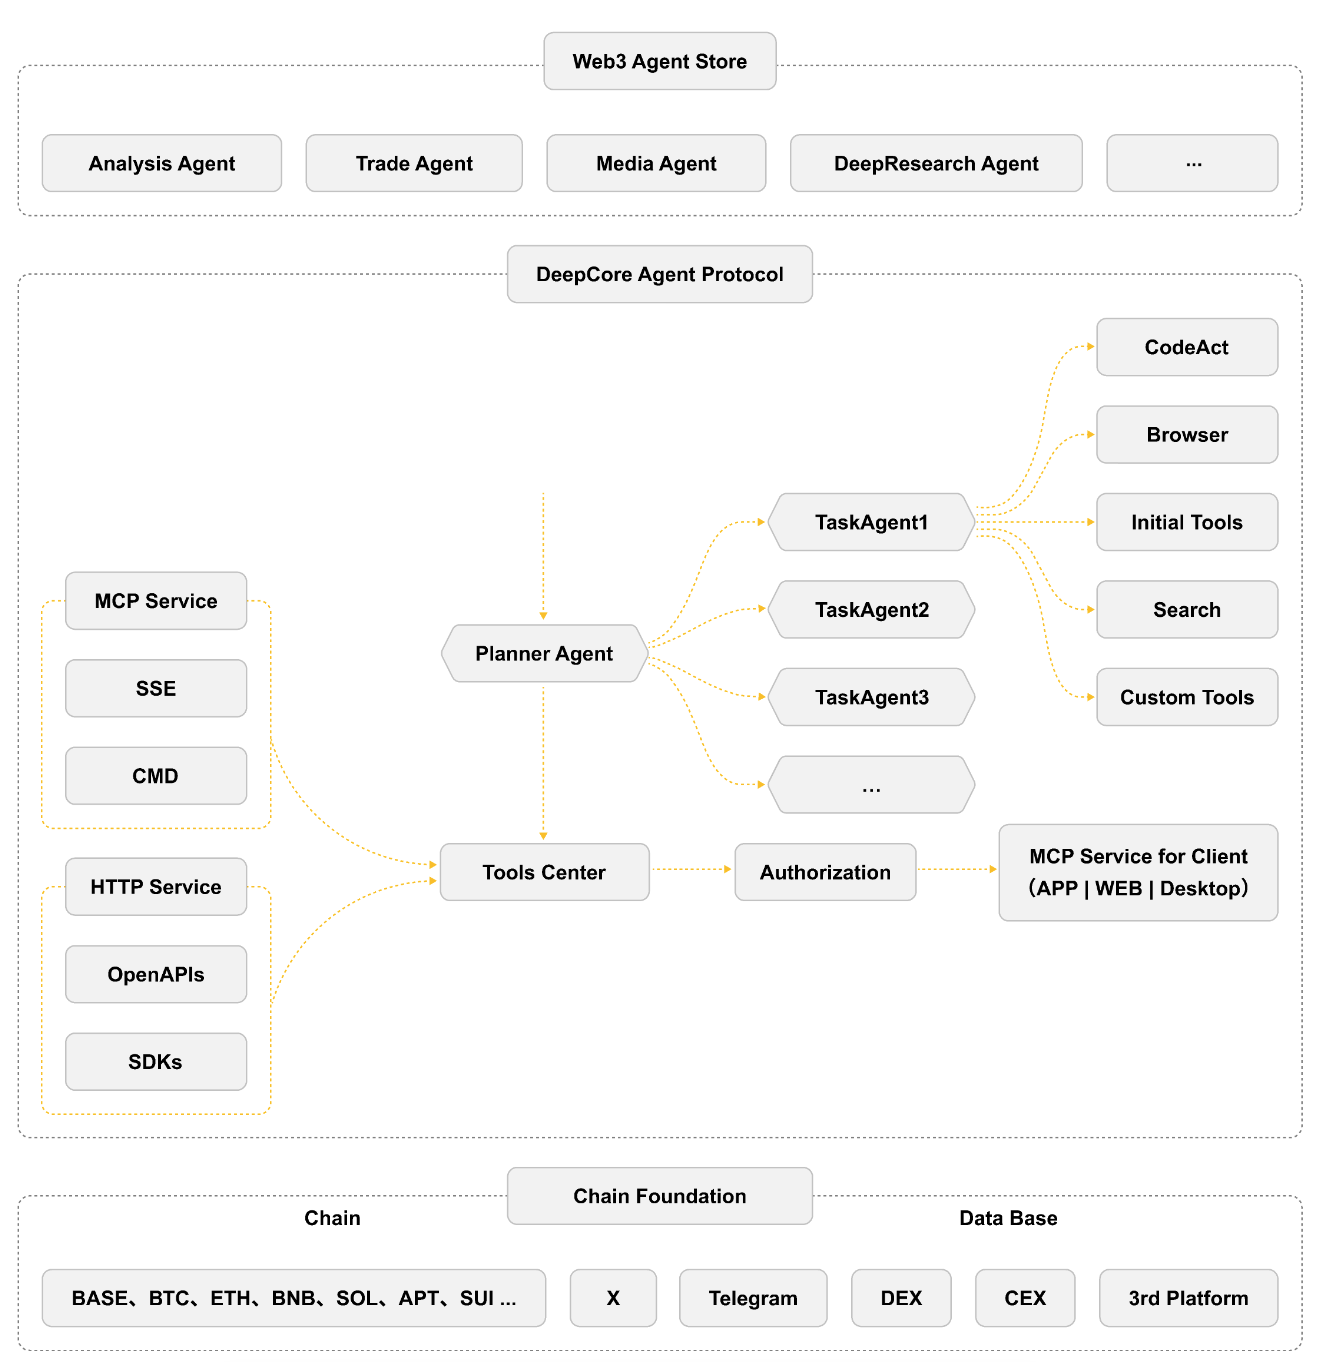 Web3 Agent Store
Analysis Agent
Trade Agent
Media Agent
DeepResearch Agent
...
DeepCore Agent Protocol
CodeAct
Browser
TaskAgent1
Initial Tools
MCP Service
TaskAgent2
Search
Planner Agent
SSE
TaskAgent3
Custom Tools
CMD
...
Tools Center
Authorization
MCP Service for Client
（APP | WEB | Desktop）
HTTP Service
OpenAPIs
SDKs
Chain Foundation
Chain
Data Base
BASE、BTC、ETH、BNB、SOL、APT、SUI ...
X
Telegram
DEX
CEX
3rd Platform